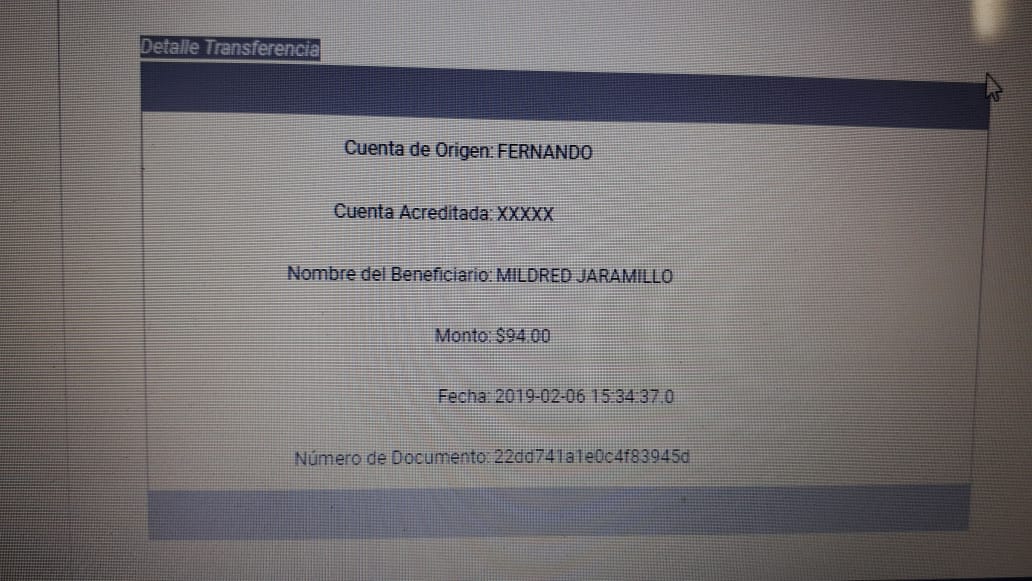 Detalle Transferencia
Cuenta de Origen: FERNANDO
Cuenta Acreditada: XXXXX
Nombre del Beneficiario: MILDRED JARAMILLO
Monto: $94.00
Fecha: 2019-02-06 15:34:37.0
Número de Documento: 22dd741a1e0c4f83945d